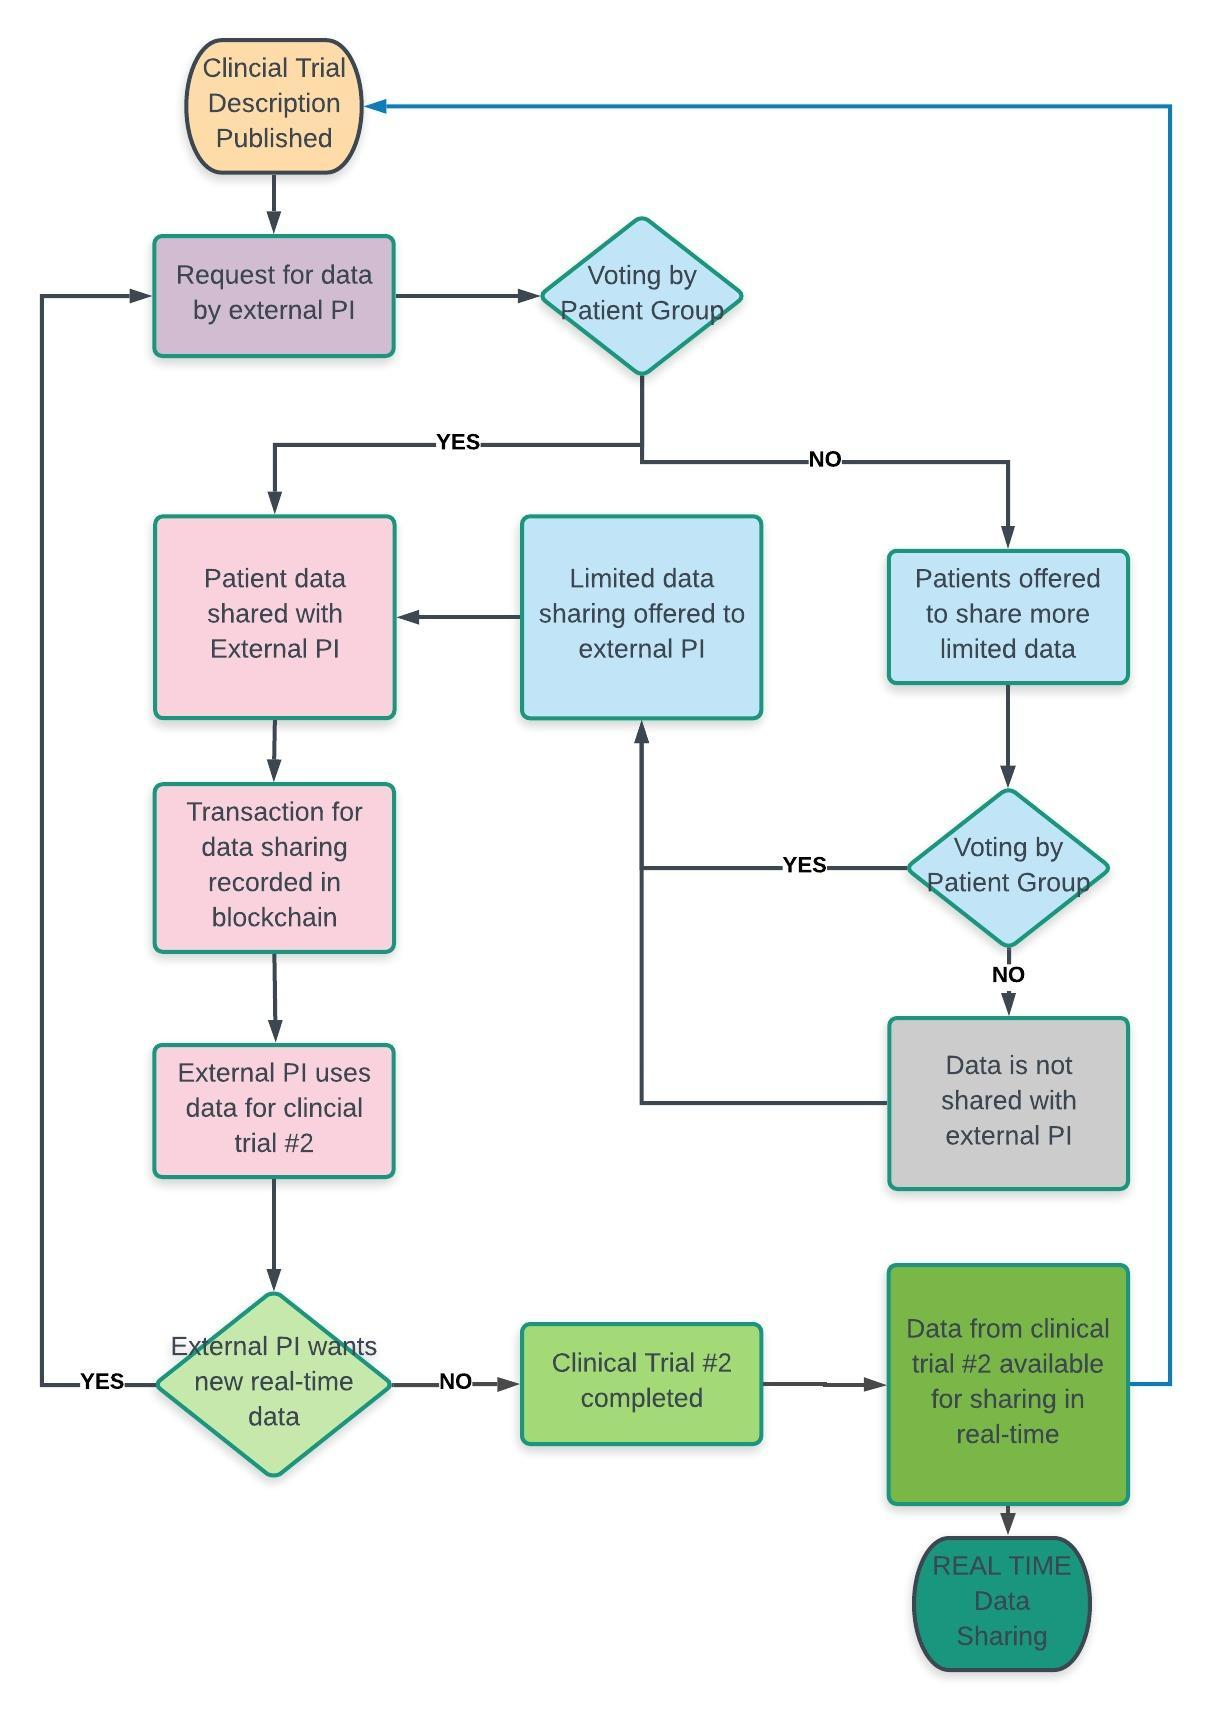 Clincial Trial
Description
Published
Request for data
by external PI
Voting by
Patient Group
YES
NO
Patient data
shared with
External PI
Limited data
sharing offered to
external PI
Patients offered
to share more
limited data
Transaction for
data sharing
recorded in
blockchain
Voting by
Patient Group
YES
NO
External PI uses
data for clincial
trial #2
Data is not
shared with
external PI
External PI wants
new real-time
data
YES
NO
Clinical Trial #2
completed
Data from clinical
trial #2 available
for sharing in
real-time
REAL TIME
Data
Sharing